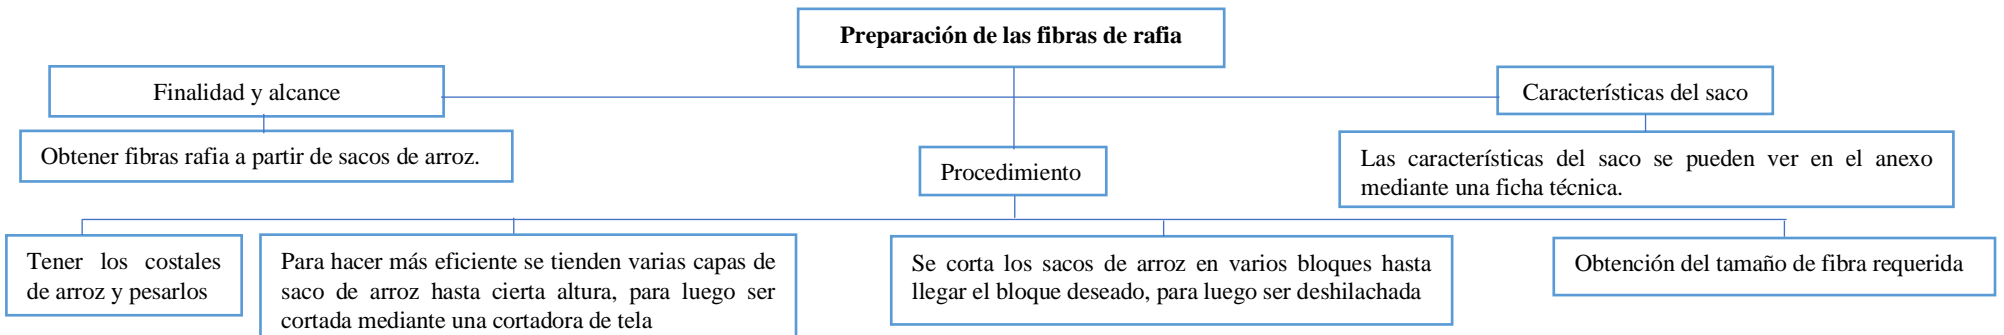 Preparación de las fibras de rafia
Finalidad y alcance
Características del saco
Obtener fibras rafia a partir de sacos de arroz.
Las características del saco se pueden ver en el anexo
mediante una ficha técnica.
Procedimiento
Tener los costales
de arroz y pesarlos
Para hacer más eficiente se tienden varias capas de
saco de arroz hasta cierta altura, para luego ser
cortada mediante una cortadora de tela
Se corta los sacos de arroz en varios bloques hasta
llegar el bloque deseado, para luego ser deshilachada
Obtención del tamaño de fibra requerida